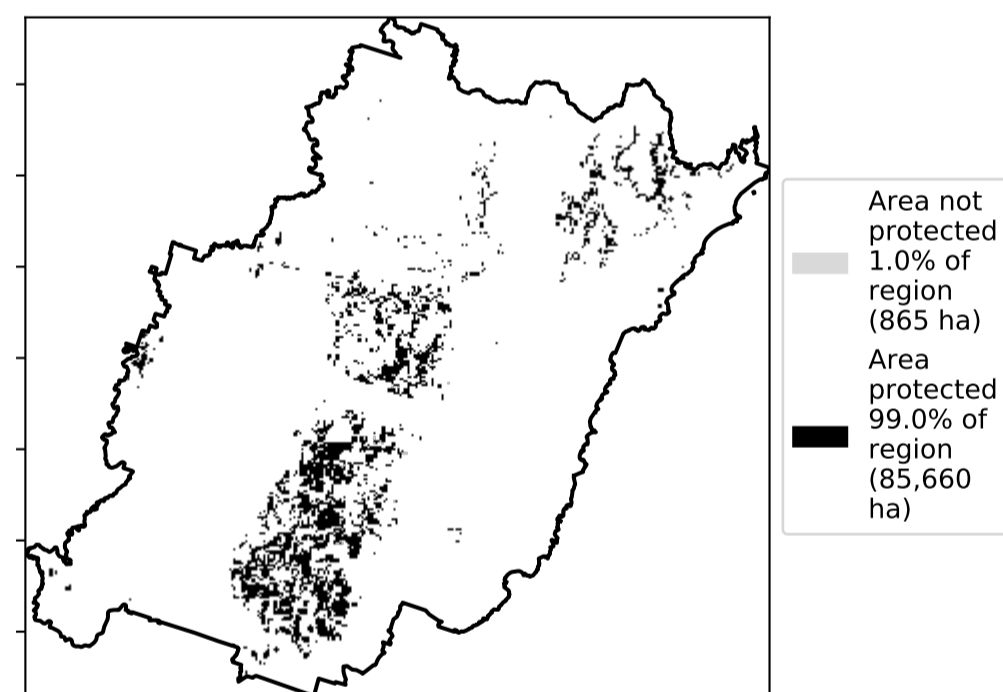 Area not
protected
1.0% of
region
(865 ha)
Area
protected
99.0% of
region
(85,660
ha)